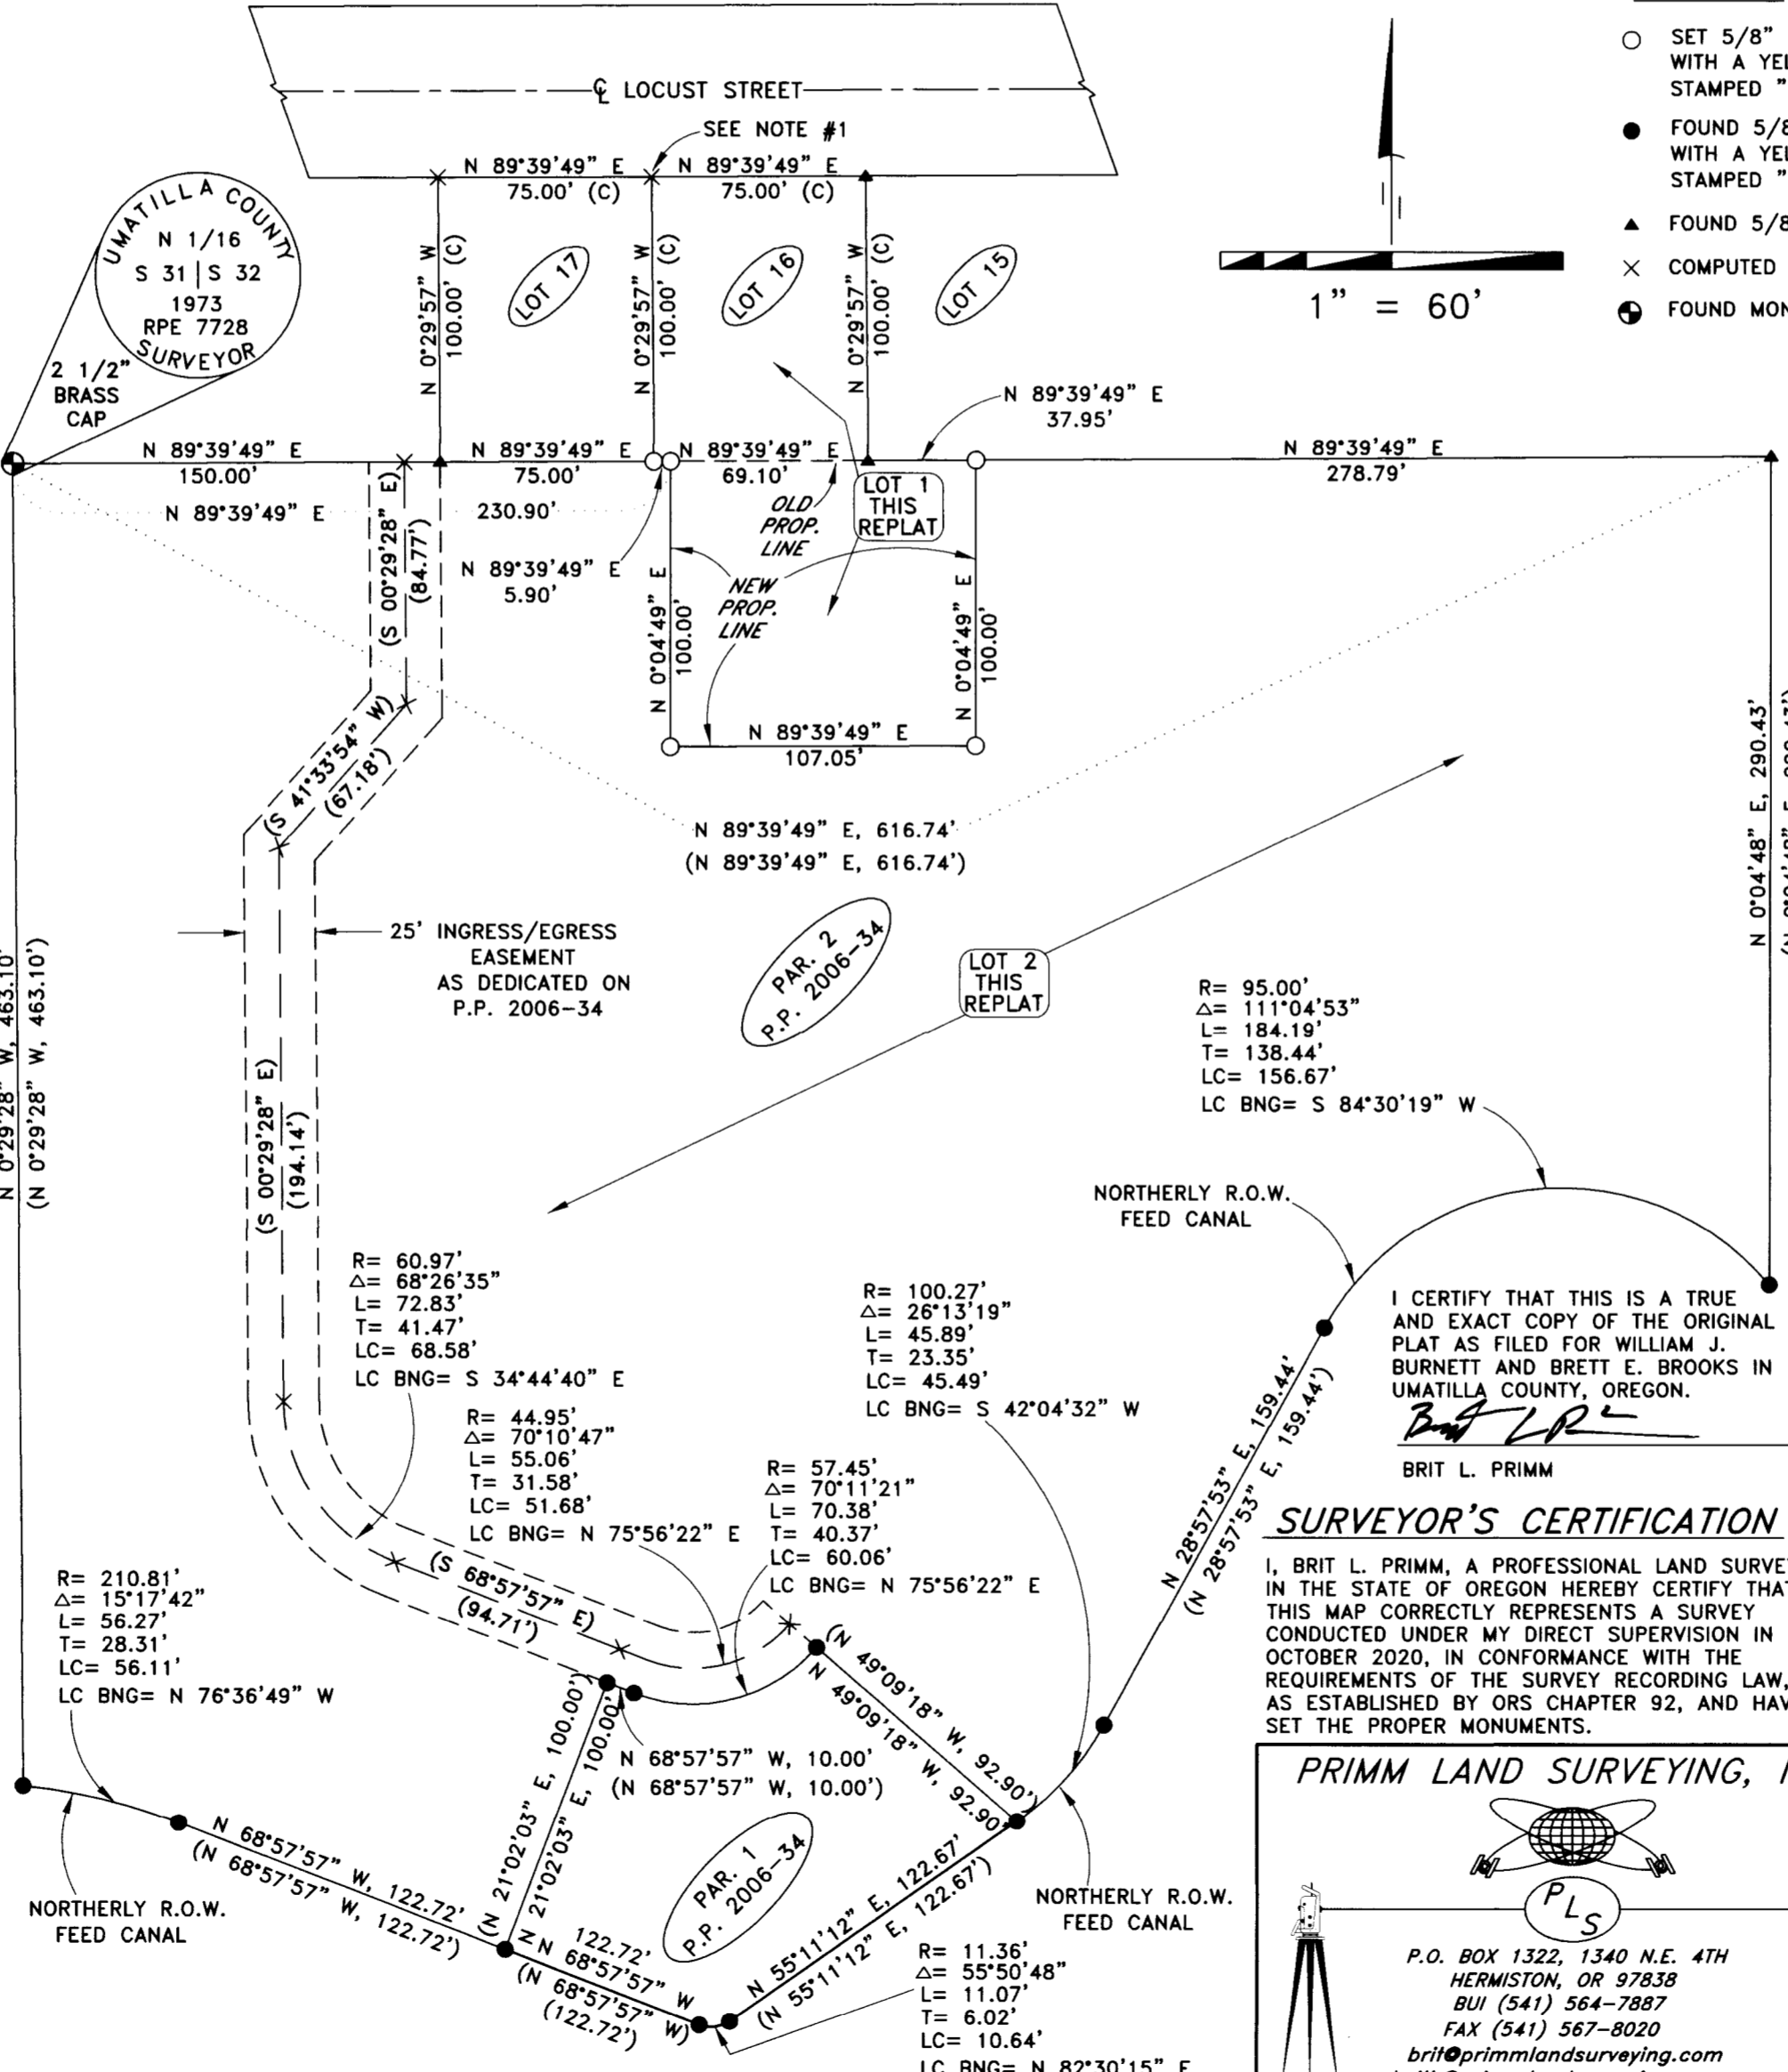 ℄ LOCUST STREET
SEE NOTE #1
N 89°39'49" E
75.00' (C)
N 89°39'49" E
75.00' (C)
UMATILLA COUNTY
N 1/16
S 31 | S 32
1973
RPE 7728
SURVEYOR
2 1/2"
BRASS
CAP
N 0°29'57" W
100.00' (C)
LOT 17
N 0°29'57" W
100.00' (C)
LOT 16
N 0°29'57" W
100.00' (C)
LOT 15
1" = 60'
SET 5/8"
WITH A
STAMPED "
FOUND
WITH A
STAMPED "
FOUND
COMPUTED
FOUND
N 89°39'49" E
150.00'
N 89°39'49" E
75.00'
N 89°39'49" E
69.10'
N 89°39'49" E
37.95'
N 89°39'49" E
278.79'
N 89°39'49" E 230.90'
N 89°39'49" E
5.90'
OLD
PROP.
LINE
LOT 1
THIS
REPLAT
NEW
PROP.
LINE
(S 00°29'28" E)
(84.77')
N 0°04'49" E
100.00'
N 0°04'49" E
100.00'
N 89°39'49" E
107.05'
(S 41°33'54" W)
(67.18')
N 89°39'49" E, 616.74'
(N 89°39'49" E, 616.74')
N 0°04'48" E, 290.43'
25' INGRESS/EGRESS
EASEMENT
AS DEDICATED ON
P.P. 2006-34
PAR. 2
P.P. 2006-34
LOT 2
THIS
REPLAT
N 0°29'28" W, 463.10'
(N 0°29'28" W, 463.10')
(S 00°29'28" E)
(194.14')
R= 95.00'
Δ= 111°04'53"
L= 184.19'
T= 138.44'
LC= 156.67'
LC BNG= S 84°30'19" W
NORTHERLY R.O.W.
FEED CANAL
R= 60.97'
Δ= 68°26'35"
L= 72.83'
T= 41.47'
LC= 68.58'
LC BNG= S 34°44'40" E
R= 100.27'
Δ= 26°13'19"
L= 45.89'
T= 23.35'
LC= 45.49'
LC BNG= S 42°04'32" W
R= 44.95'
Δ= 70°10'47"
L= 55.06'
T= 31.58'
LC= 51.68'
LC BNG= N 75°56'22" E
R= 57.45'
Δ= 70°11'21"
L= 70.38'
T= 40.37'
LC= 60.06'
LC BNG= N 75°56'22" E
N 28°57'53" E, 159.44'
(N 28°57'53" E, 159.44')
I CERTIFY THAT THIS IS A TRUE
AND EXACT COPY OF THE ORIGINAL
PLAT AS FILED FOR WILLIAM J.
BURNETT AND BRETT E. BROOKS IN
UMATILLA COUNTY, OREGON.
BRIT L. PRIMM
SURVEYOR'S CERTIFICATION
I, BRIT L. PRIMM, A PROFESSIONAL LAND
IN THE STATE OF OREGON HEREBY CERTIFY THAT
THIS MAP CORRECTLY REPRESENTS A SURVEY
CONDUCTED UNDER MY DIRECT SUPERVISION IN
OCTOBER 2020, IN CONFORMANCE WITH THE
REQUIREMENTS OF THE SURVEY RECORDING LAW,
AS ESTABLISHED BY ORS CHAPTER 92, AND
SET THE PROPER MONUMENTS.
R= 210.81'
Δ= 15°17'42"
L= 56.27'
T= 28.31'
LC= 56.11'
LC BNG= N 76°36'49" W
(S 68°57'57" E)
(94.71')
(N 49°09'18" W, 92.90')
N 49°09'18" W, 92.90'
N 68°57'57" W, 10.00'
(N 68°57'57" W, 10.00')
(N 21°02'03" E, 100.00')
N 21°02'03" E, 100.00'
N 68°57'57" W, 122.72'
(N 68°57'57" W, 122.72')
NORTHERLY R.O.W.
FEED CANAL
PAR. 1
P.P. 2006-34
122.72'
N 68°57'57" W
(N 68°57'57" W)
(122.72')
N 55°11'12" E, 122.67'
(N 55°11'12" E, 122.67')
NORTHERLY R.O.W.
FEED CANAL
R= 11.36'
Δ= 55°50'48"
L= 11.07'
T= 6.02'
LC= 10.64'
LC BNG= N 82°30'15" E
PRIMM LAND SURVEYING,
PLS
P.O. BOX 1322, 1340 N.E. 4TH
HERMISTON, OR 97838
BUI (541) 564-7887
FAX (541) 567-8020
brit@primmlandsurveying.com